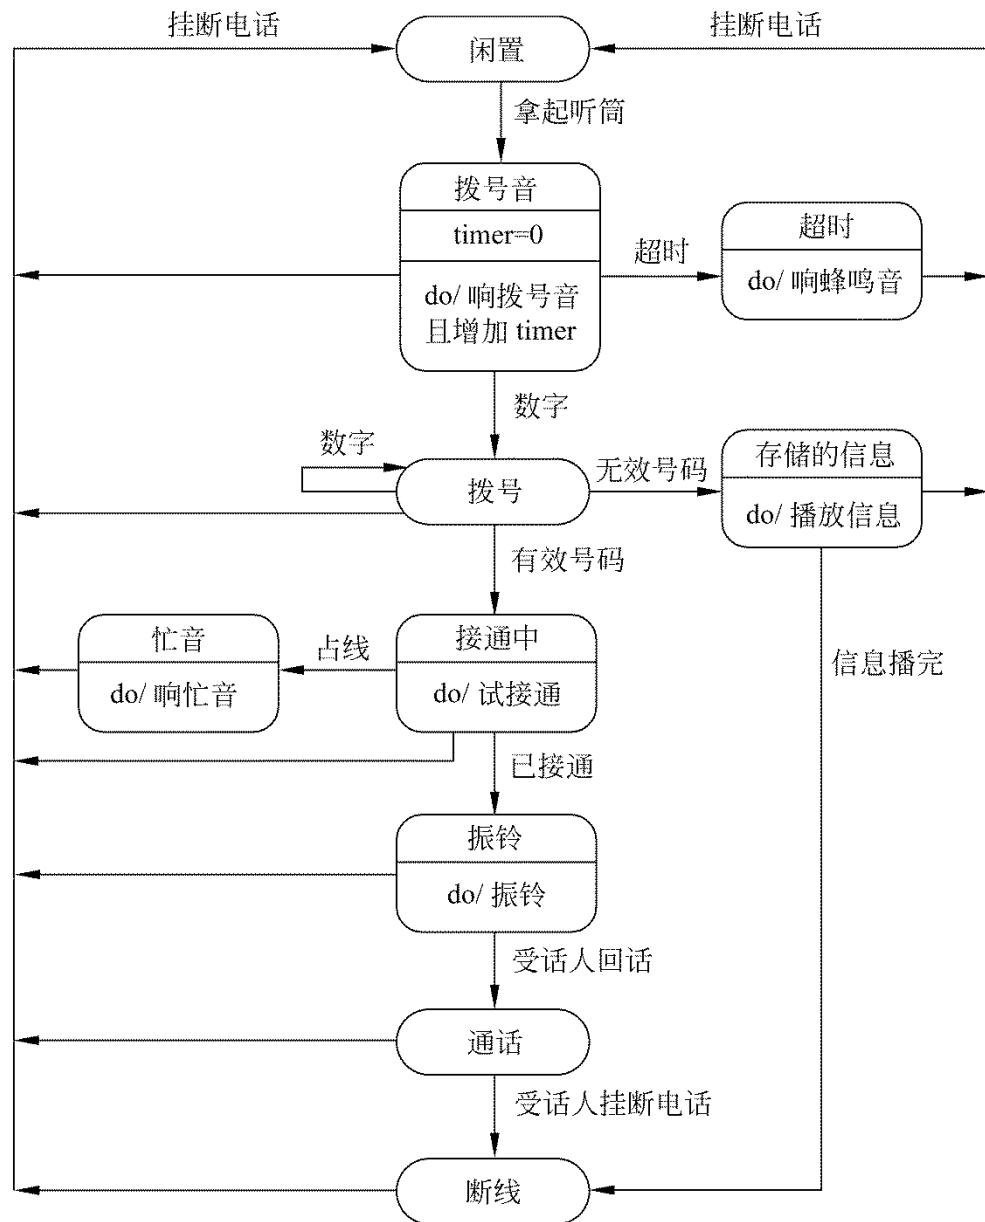 挂断电话
闲置
挂断电话
拿起听筒
拨号音
timer=0
do/ 响拨号音
且增加 timer
超时
超时
do/ 响蜂鸣音
数字
数字
拨号
无效号码
存储的信息
do/ 播放信息
有效号码
忙音
do/ 响忙音
占线
接通中
do/ 试接通
信息播完
已接通
振铃
do/ 振铃
受话人回话
通话
受话人挂断电话
断线